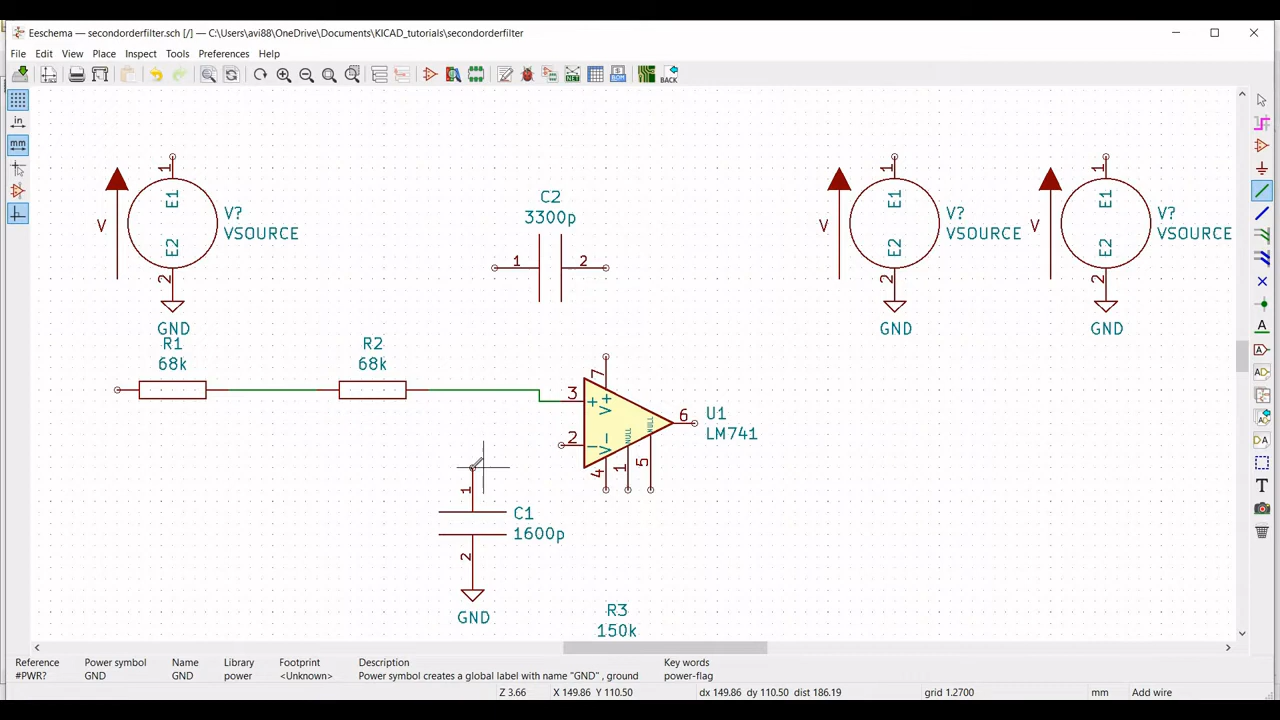 Eeschema — secondorderfilter.sch [/] — C:\Users\avi88\OneDrive\Documents\KICAD_tutorials\secondorderfilter
File Edit View Place Inspect Tools Preferences Help
BACK
in
mm
1
E1
E2
2
V
V?
VSOURCE
GND
C2
3300p
1
2
1
E1
E2
2
V
V?
VSOURCE
GND
1
E1
E2
2
V
V?
VSOURCE
GND
R1
68k
R2
68k
3
2
7
V+
V-
4
1
5
NULL
NULL
6
U1
LM741
1
C1
1600p
2
GND
R3
150k
Reference Power symbol Name Library Footprint Description Key words
#PWR? GND GND power <Unknown> Power symbol creates a global label with name "GND" , ground power-flag
Z 3.66 X 149.86 Y 110.50 dx 149.86 dy 110.50 dist 186.19 grid 1.2700 mm Add wire